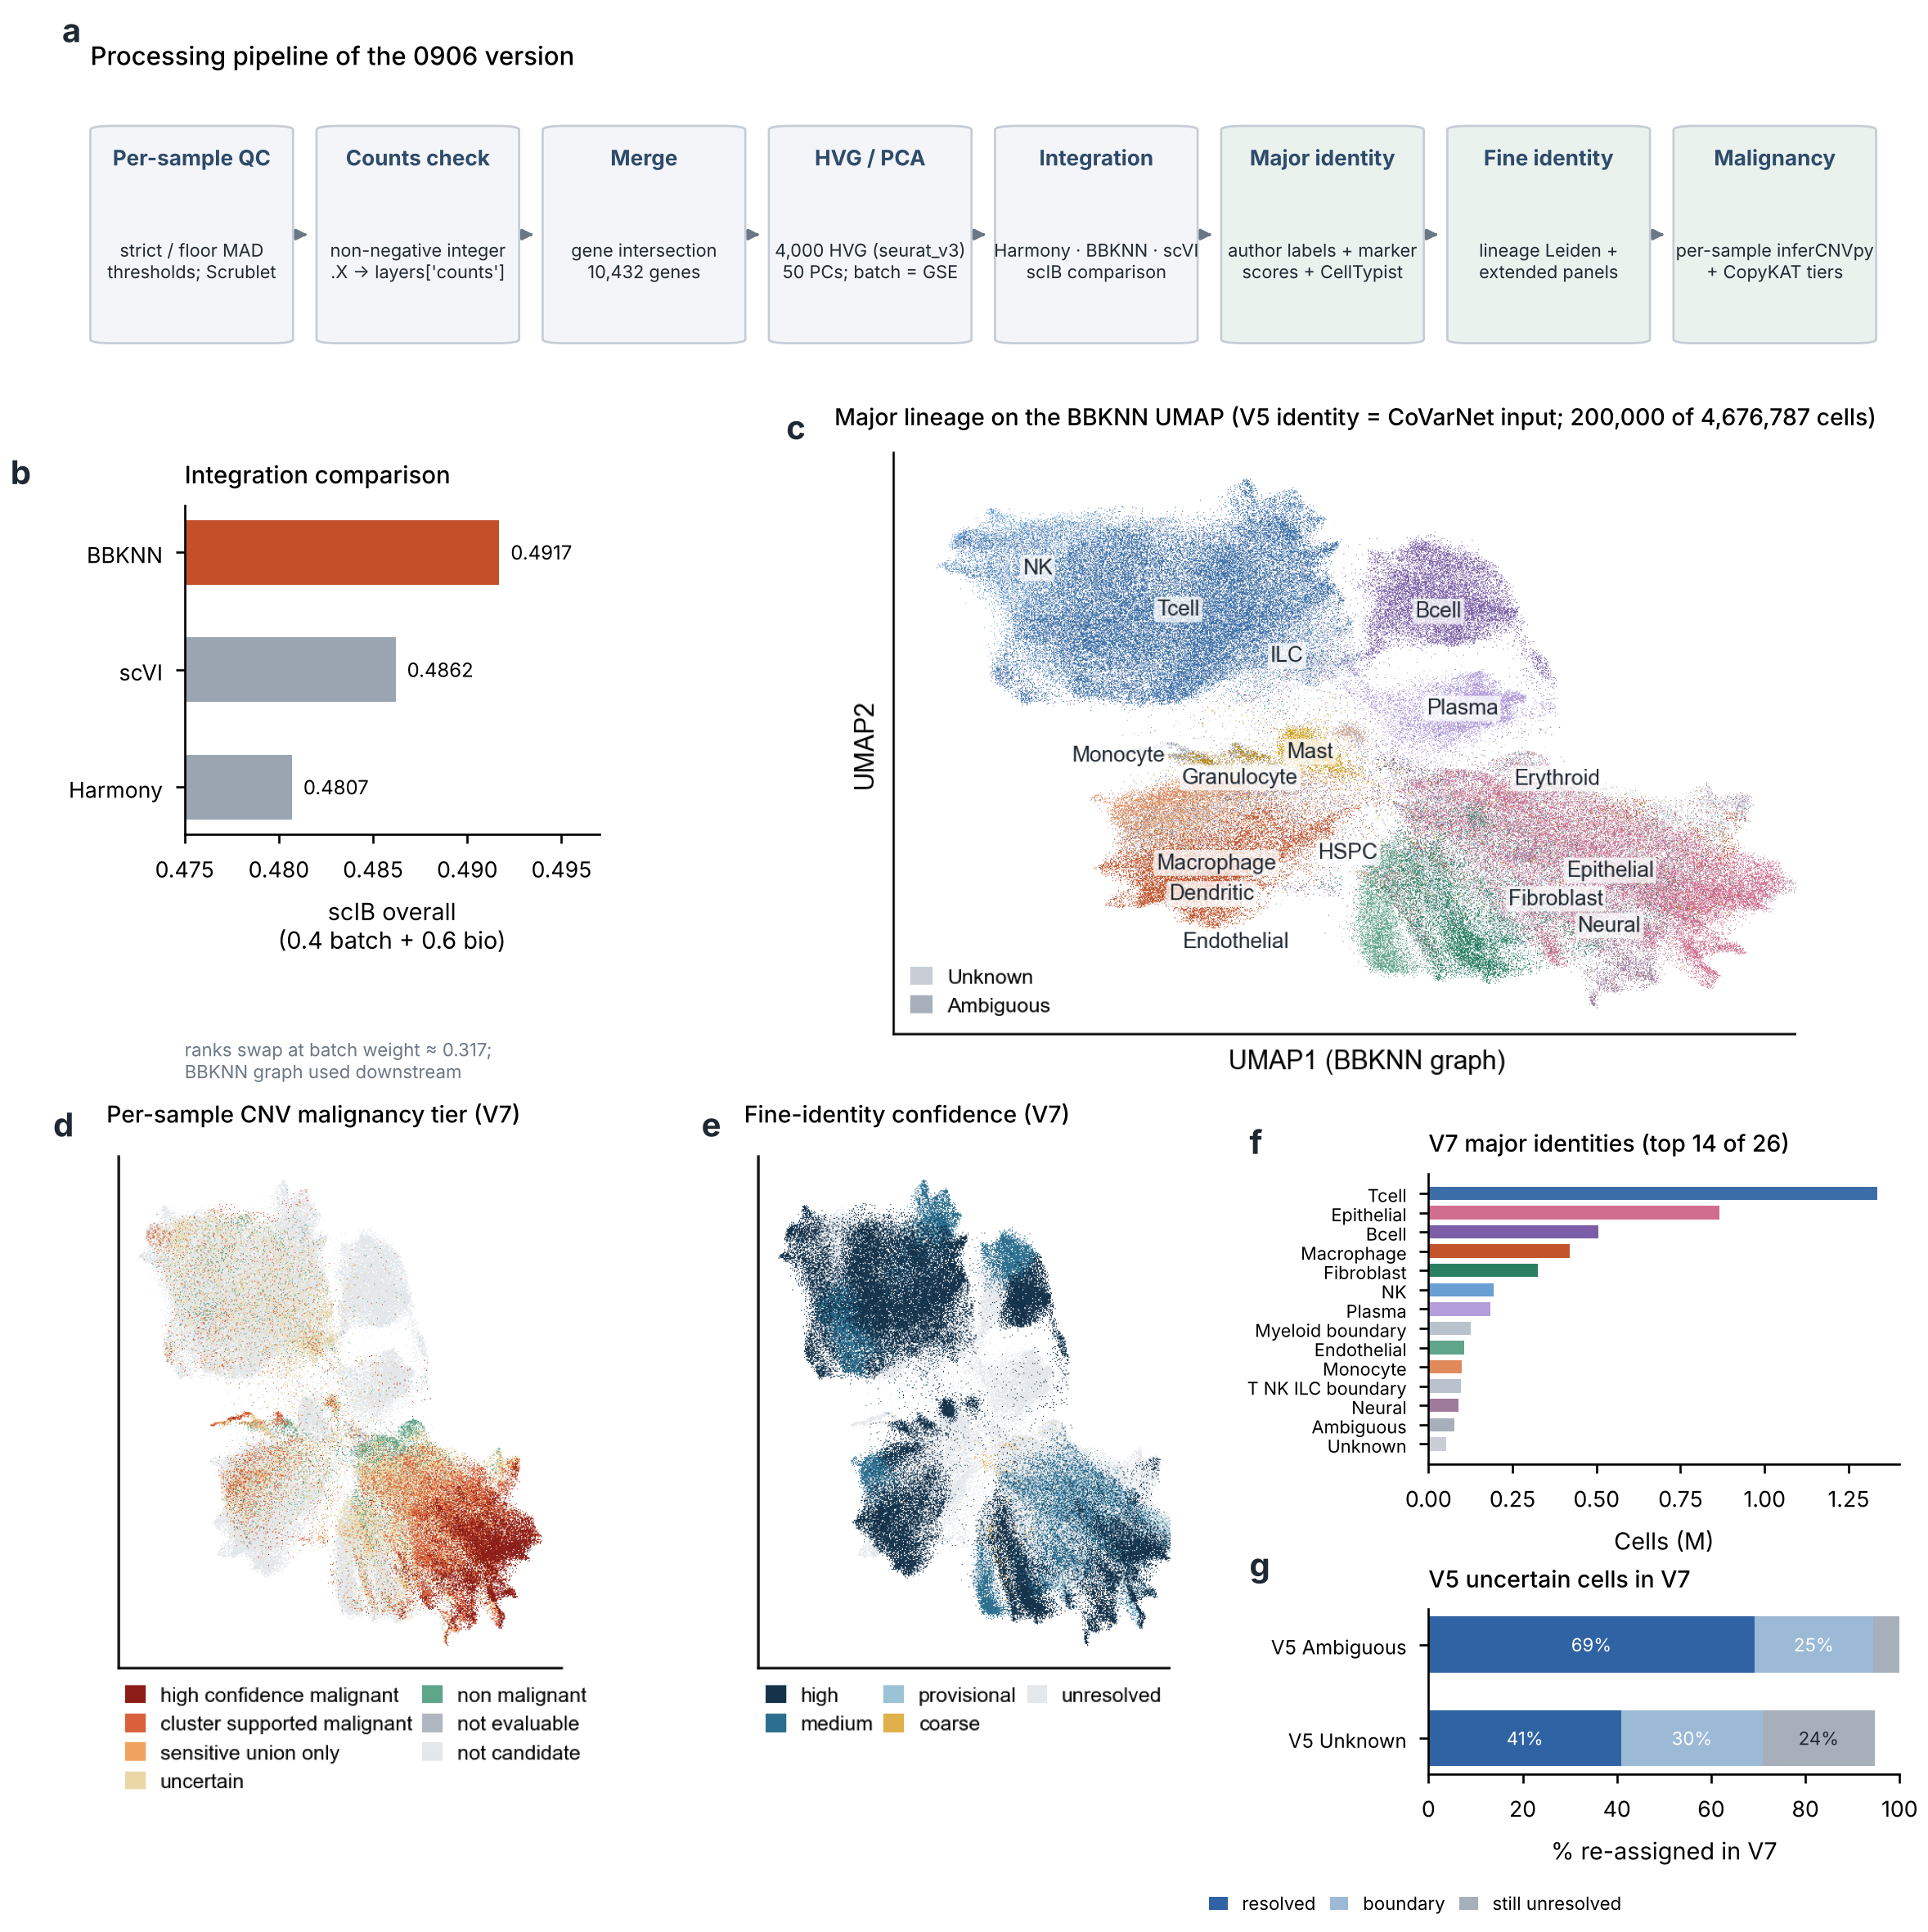 a
Processing pipeline of the 0906 version
Per-sample QC
strict / floor MAD
thresholds; Scrublet
Counts check
non-negative integer
.X → layers['counts']
Merge
gene intersection
10,432 genes
HVG / PCA
4,000 HVG (seurat_v3)
50 PCs; batch = GSE
Integration
Harmony · BBKNN · scVI
scIB comparison
Major identity
author labels + marker
scores + CellTypist
Fine identity
lineage Leiden +
extended panels
Malignancy
per-sample inferCNVpy
+ CopyKAT tiers
b
Integration comparison
BBKNN
0.4917
scVI
0.4862
Harmony
0.4807
0.475 0.480 0.485 0.490 0.495
scIB overall
(0.4 batch + 0.6 bio)
ranks swap at batch weight ≈ 0.317;
BBKNN graph used downstream
c
Major lineage on the BBKNN UMAP (V5 identity = CoVarNet input; 200,000 of 4,676,787 cells)
UMAP2
NK
Tcell
Bcell
ILC
Plasma
Mast
Monocyte
Granulocyte
Erythroid
HSPC
Macrophage
Epithelial
Dendritic
Fibroblast
Neural
Endothelial
Unknown
Ambiguous
UMAP1 (BBKNN graph)
d
Per-sample CNV malignancy tier (V7)
high confidence malignant
cluster supported malignant
sensitive union only
uncertain
non malignant
not evaluable
not candidate
e
Fine-identity confidence (V7)
high
medium
provisional
coarse
unresolved
f
V7 major identities (top 14 of 26)
Tcell
Epithelial
Bcell
Macrophage
Fibroblast
NK
Plasma
Myeloid boundary
Endothelial
Monocyte
T NK ILC boundary
Neural
Ambiguous
Unknown
0.00 0.25 0.50 0.75 1.00 1.25
Cells (M)
g
V5 uncertain cells in V7
V5 Ambiguous
69% 25%
V5 Unknown
41% 30% 24%
0 20 40 60 80 100
% re-assigned in V7
resolved boundary still unresolved